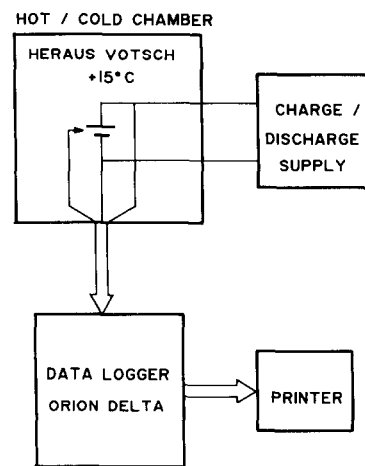 HOT / COLD CHAMBER
HERAUS VOTSCH
+15°C
CHARGE /
DISCHARGE
SUPPLY
DATA LOGGER
ORION DELTA
PRINTER